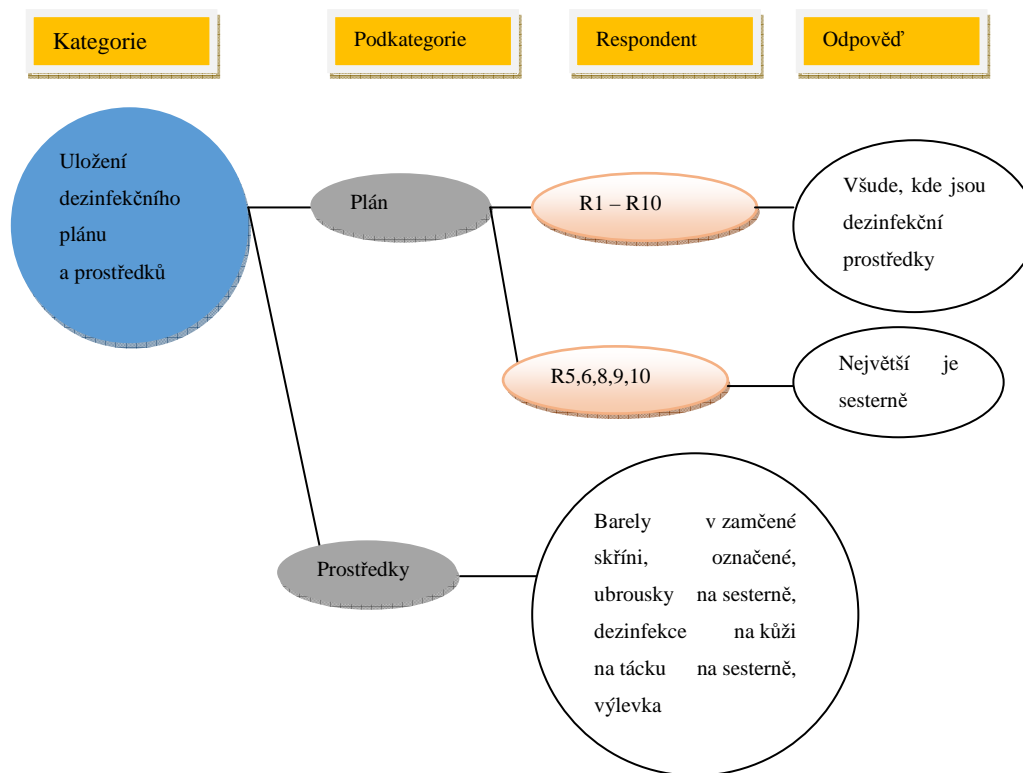 Kategorie
Podkategorie
Respondent
Odpověď
Uložení
dezinfekčního
plánu
a prostředků
Plán
R1 – R10
Všude, kde jsou
dezinfekční
prostředky
R5,6,8,9,10
Největší je
sesterně
Prostředky
Barely v zamčené
skříni, označené,
ubrousky na sesterně,
dezinfekce na kůži
na tácku na sesterně,
výlevka